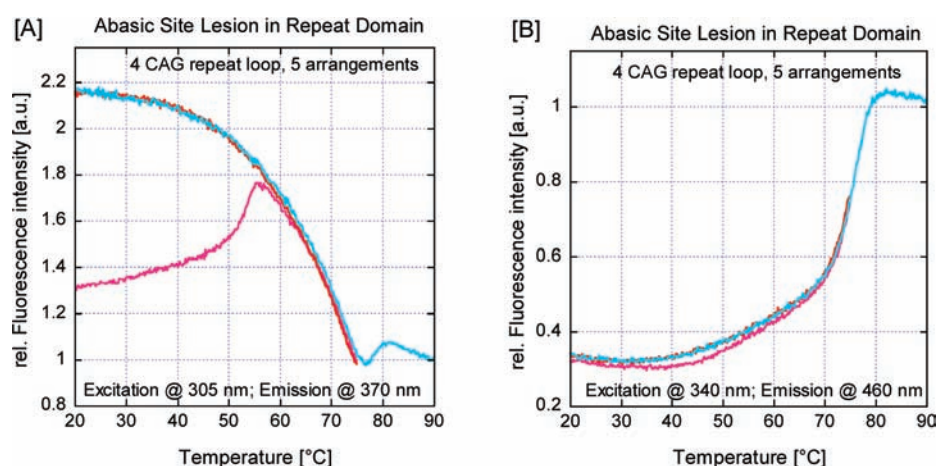 [A]
Abasic Site Lesion in Repeat Domain
4 CAG repeat loop, 5 arrangements
rel. Fluorescence intensity [a.u.]
2.2
2
1.8
1.6
1.4
1.2
1
0.8
Excitation @ 305 nm; Emission @ 370 nm
20 30 40 50 60 70 80 90
Temperature [°C]
[B]
Abasic Site Lesion in Repeat Domain
4 CAG repeat loop, 5 arrangements
rel. Fluorescence intensity [a.u.]
1
0.8
0.6
0.4
0.2
Excitation @ 340 nm; Emission @ 460 nm
20 30 40 50 60 70 80 90
Temperature [°C]